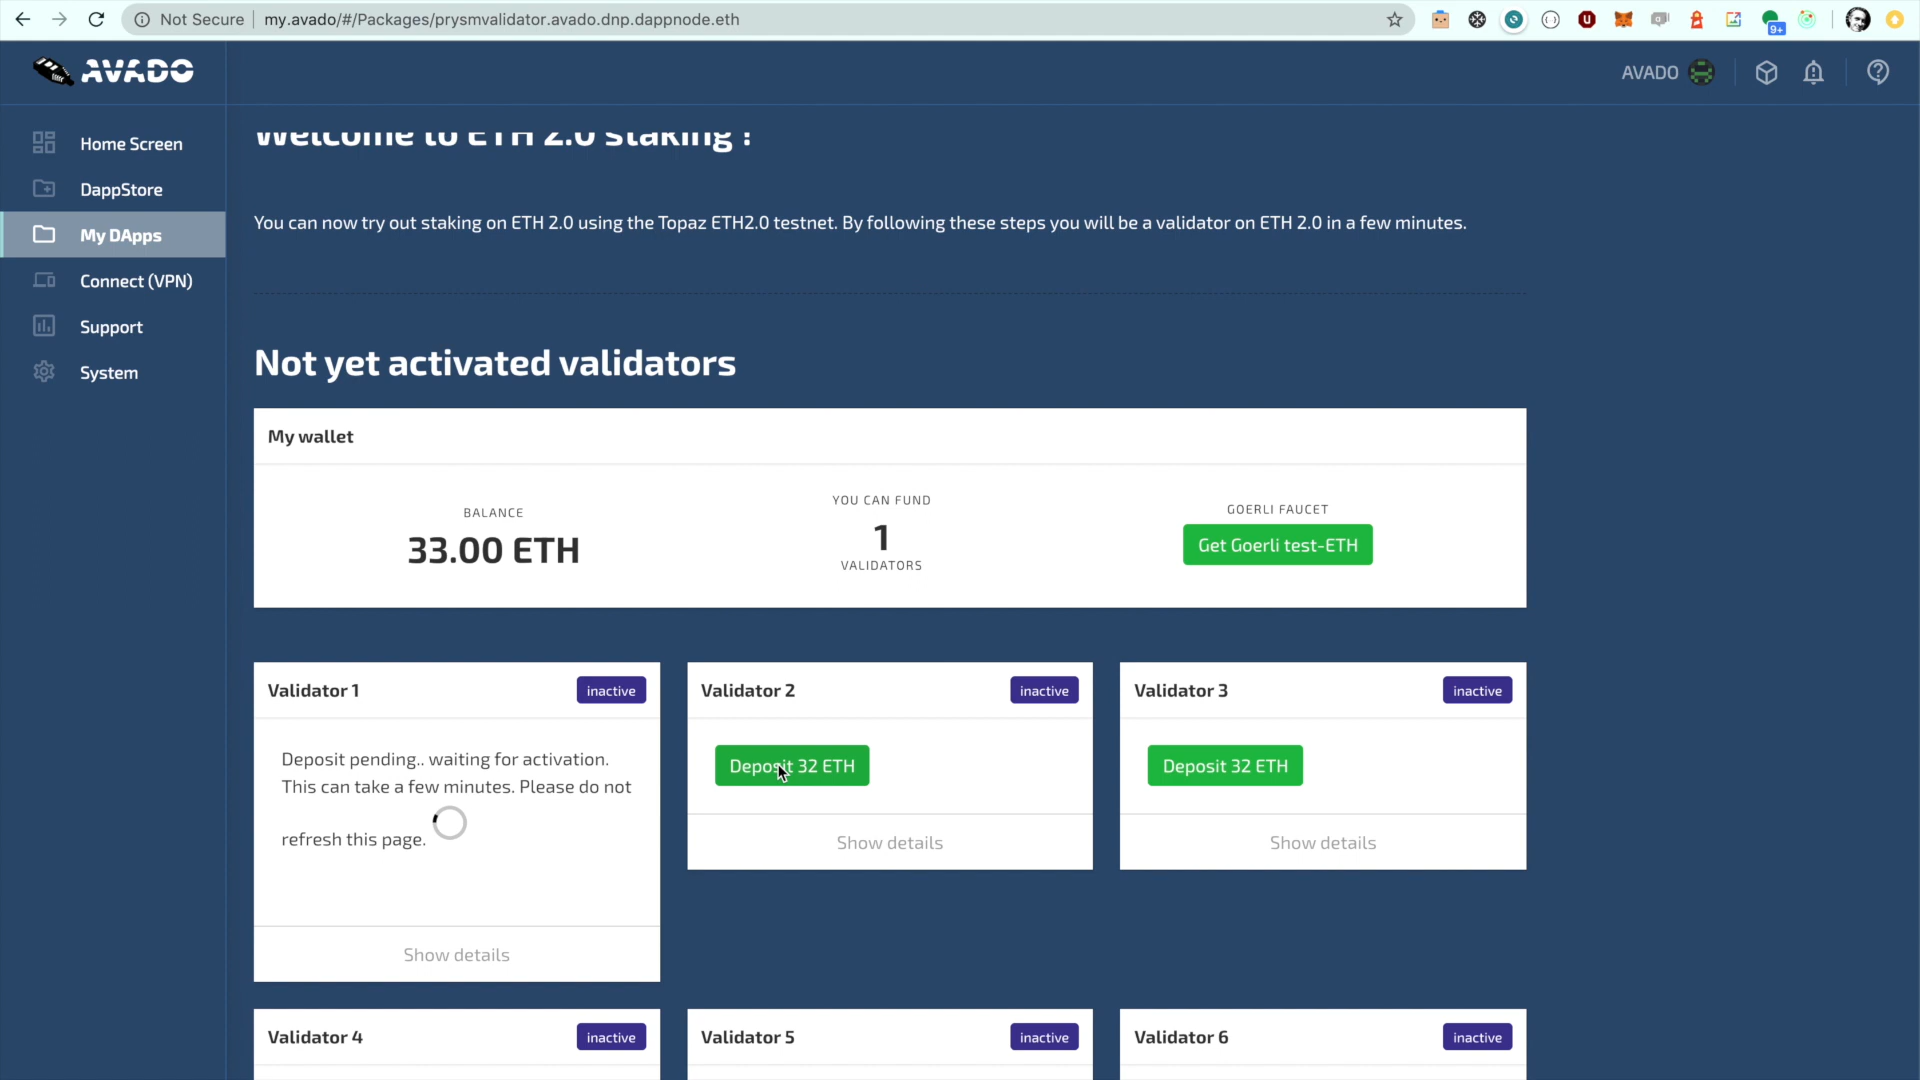 Not Secure
my.avado/#/Packages/prysmvalidator.avado.dnp.dappnode.eth
9+
AVADO
AVADO
Home Screen
DappStore
My DApps
Connect (VPN)
Support
System
Welcome to ETH 2.0 staking !
You can now try out staking on ETH 2.0 using the Topaz ETH2.0 testnet. By following these steps you will be a validator on ETH 2.0 in a few minutes.
Not yet activated validators
My wallet
BALANCE
33.00 ETH
YOU CAN FUND
1
VALIDATORS
GOERLI FAUCET
Get Goerli test-ETH
Validator 1
inactive
Deposit pending.. waiting for activation.
This can take a few minutes. Please do not
refresh this page.
Show details
Validator 2
inactive
Deposit 32 ETH
Show details
Validator 3
inactive
Deposit 32 ETH
Show details
Validator 4
inactive
Validator 5
inactive
Validator 6
inactive